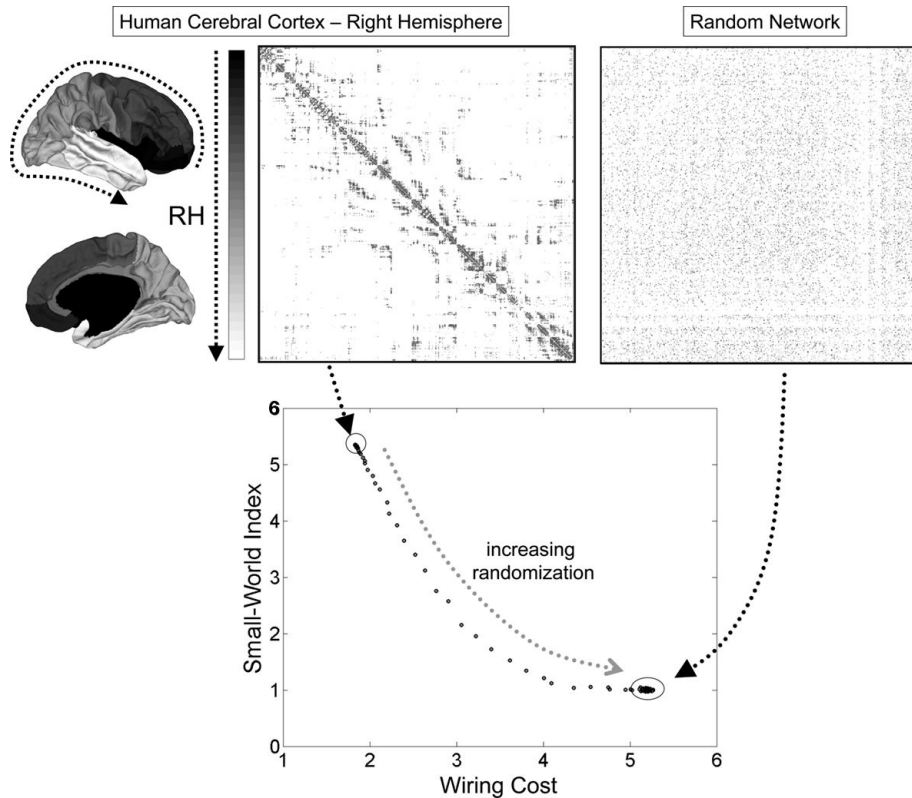 Human Cerebral Cortex – Right Hemisphere
Random Network
RH
6
5
4
3
2
1
0
Small-World Index
increasing
randomization
1 2 3 4 5 6
Wiring Cost